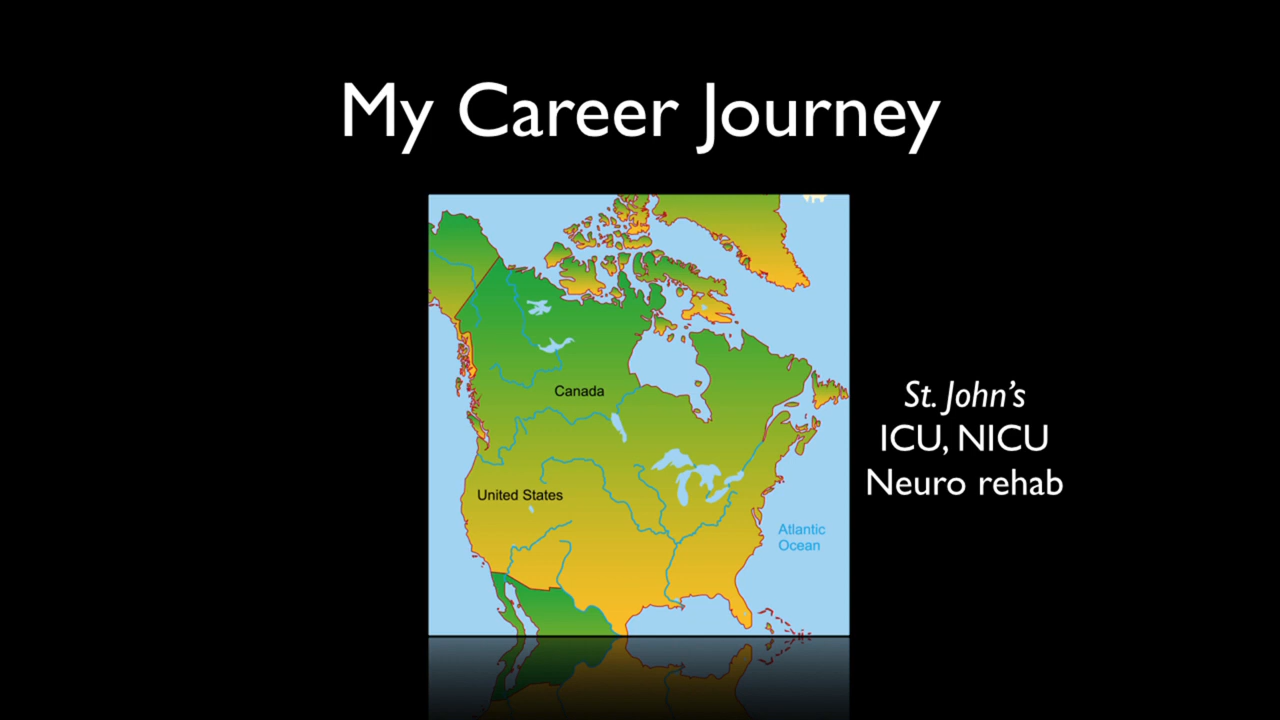 My Career Journey
Canada
St. John's
ICU, NICU
Neuro rehab
United States
Atlantic
Ocean